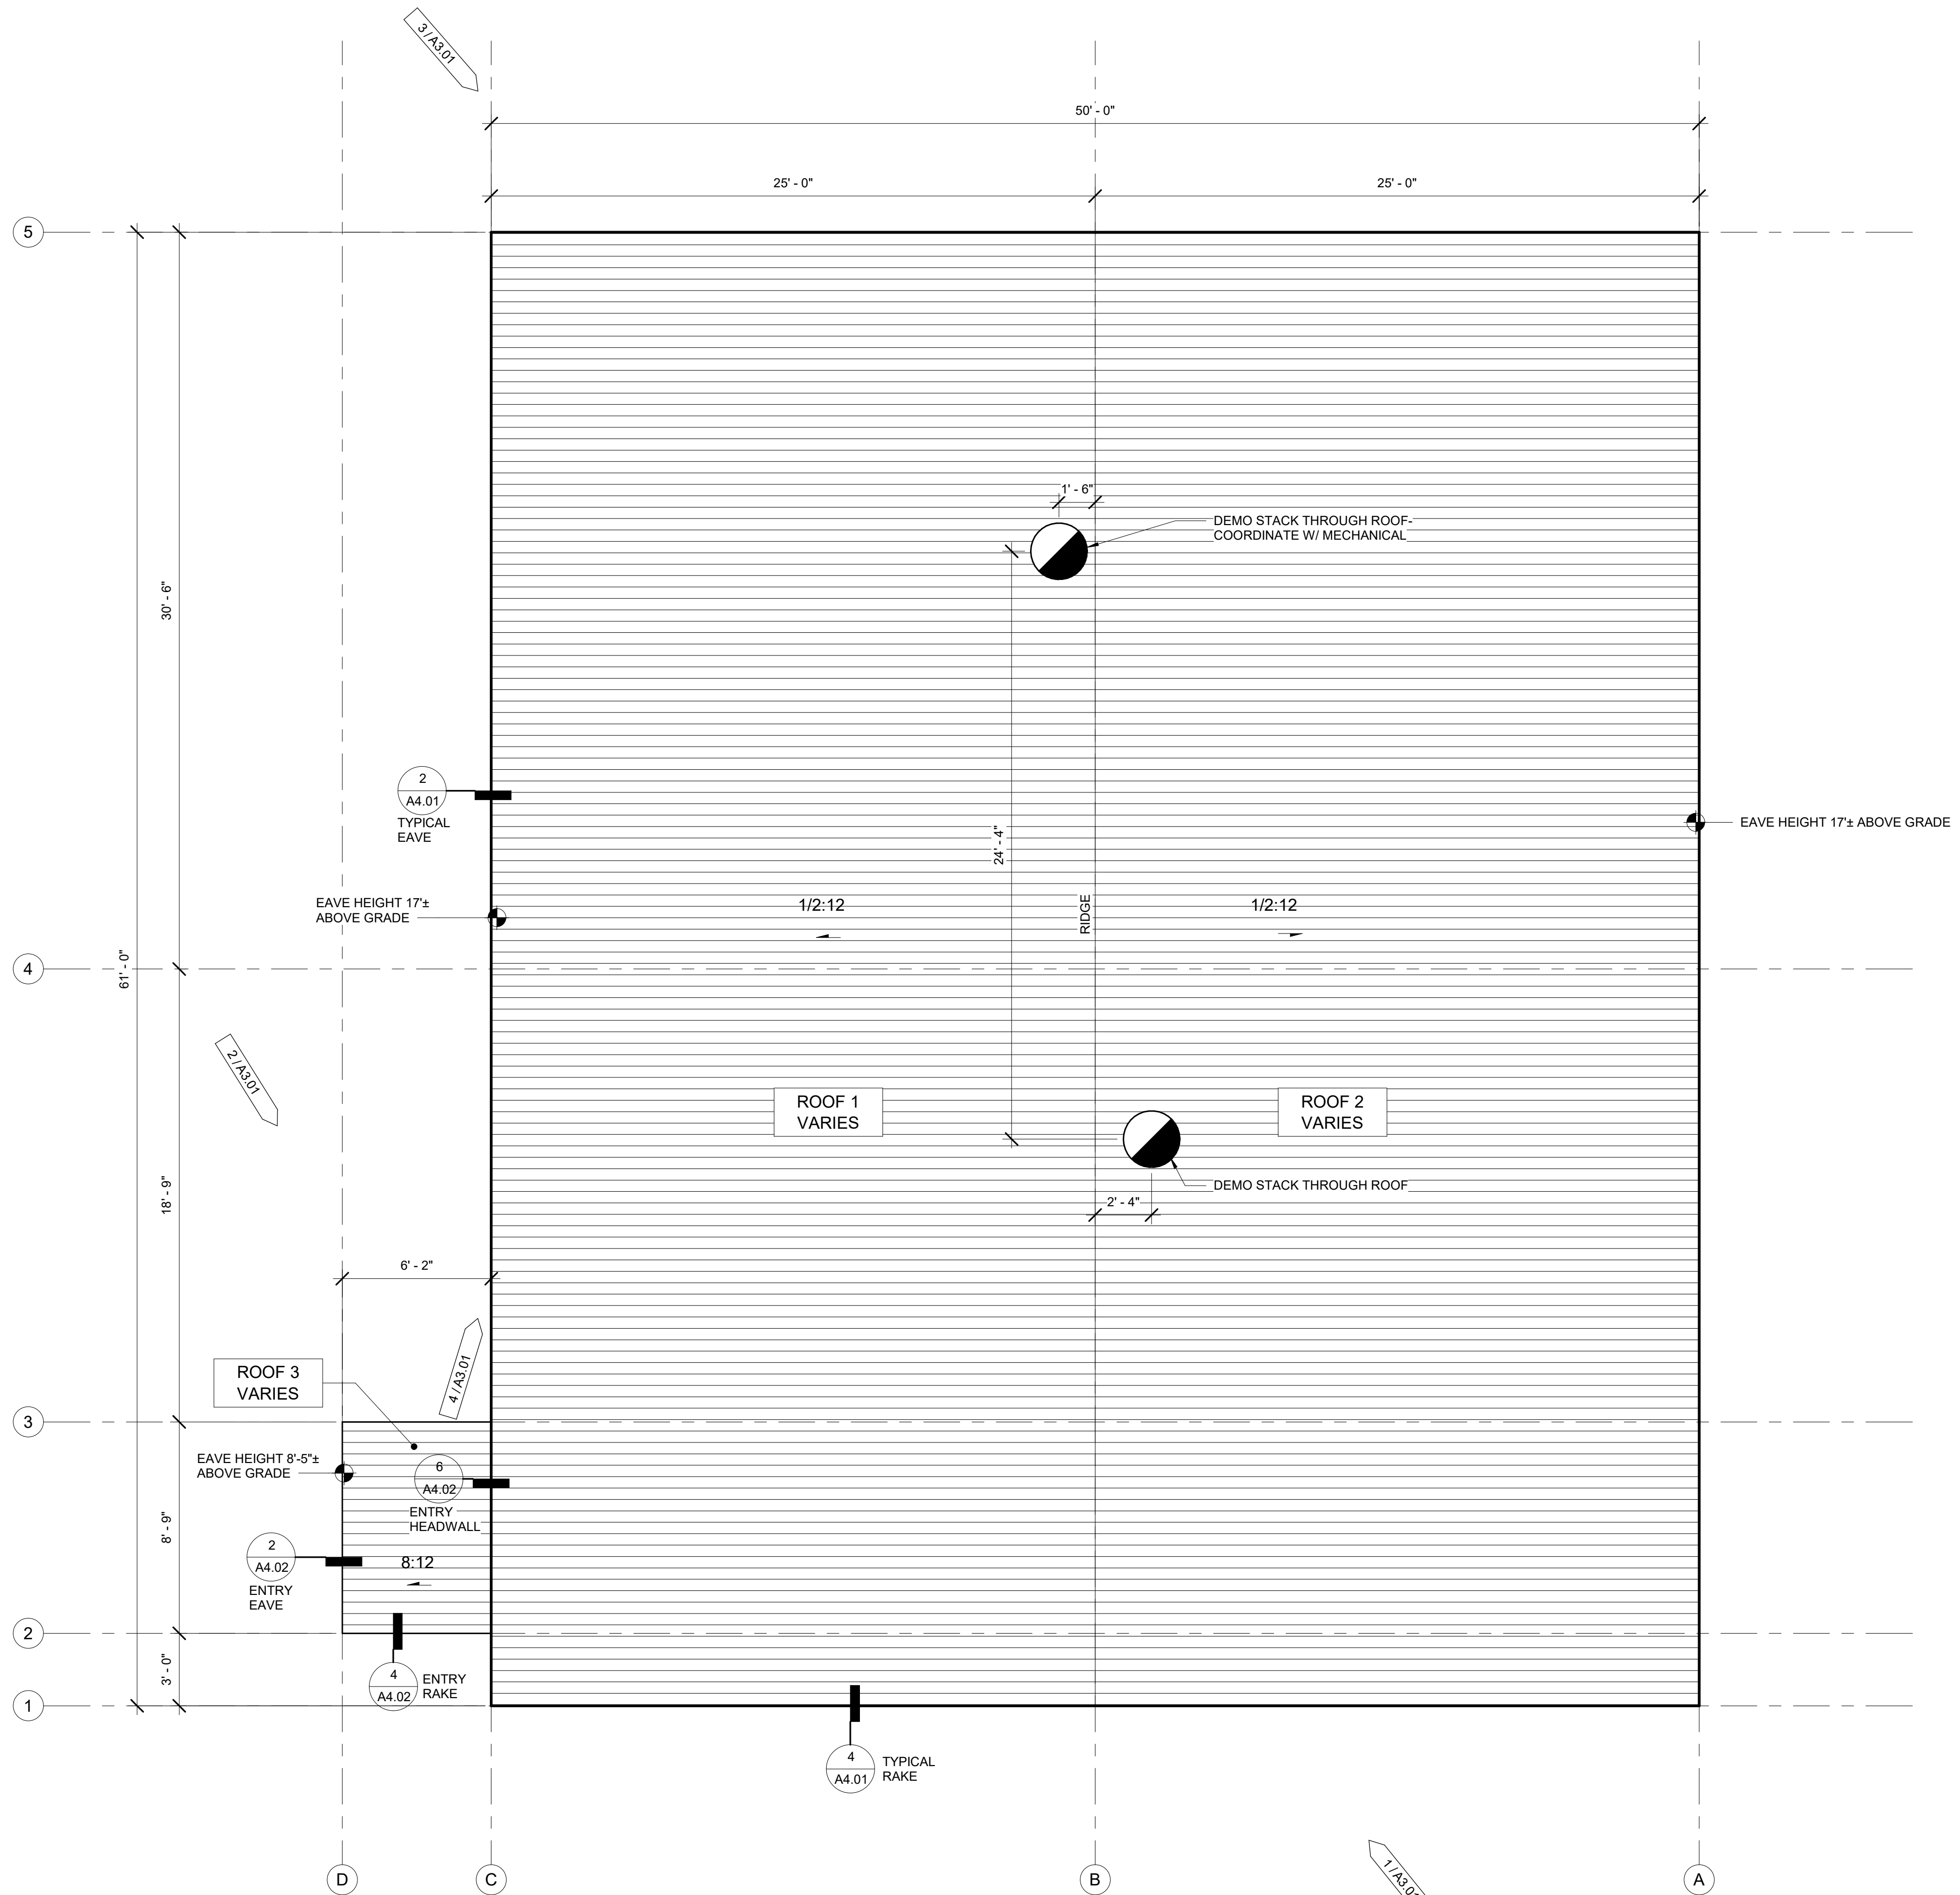 3 / A3.01
50' - 0"
25' - 0"
25' - 0"
5
1' - 6"
DEMO STACK THROUGH ROOF-
COORDINATE W/ MECHANICAL
30' - 6"
2
A4.01
TYPICAL
EAVE
24' - 4"
EAVE HEIGHT 17'± ABOVE GRADE
EAVE HEIGHT 17'±
ABOVE GRADE
1/2:12
RIDGE
1/2:12
4
61' - 0"
2 / A3.01
ROOF 1
VARIES
ROOF 2
VARIES
18' - 9"
DEMO STACK THROUGH ROOF
2' - 4"
6' - 2"
4 / A3.01
ROOF 3
VARIES
3
EAVE HEIGHT 8'-5"±
ABOVE GRADE
6
A4.02
ENTRY
HEADWALL
8' - 9"
2
A4.02
ENTRY
EAVE
8:12
2
3' - 0"
4
A4.02
ENTRY
RAKE
1
4
A4.01
TYPICAL
RAKE
1 / A3.01
D
C
B
A